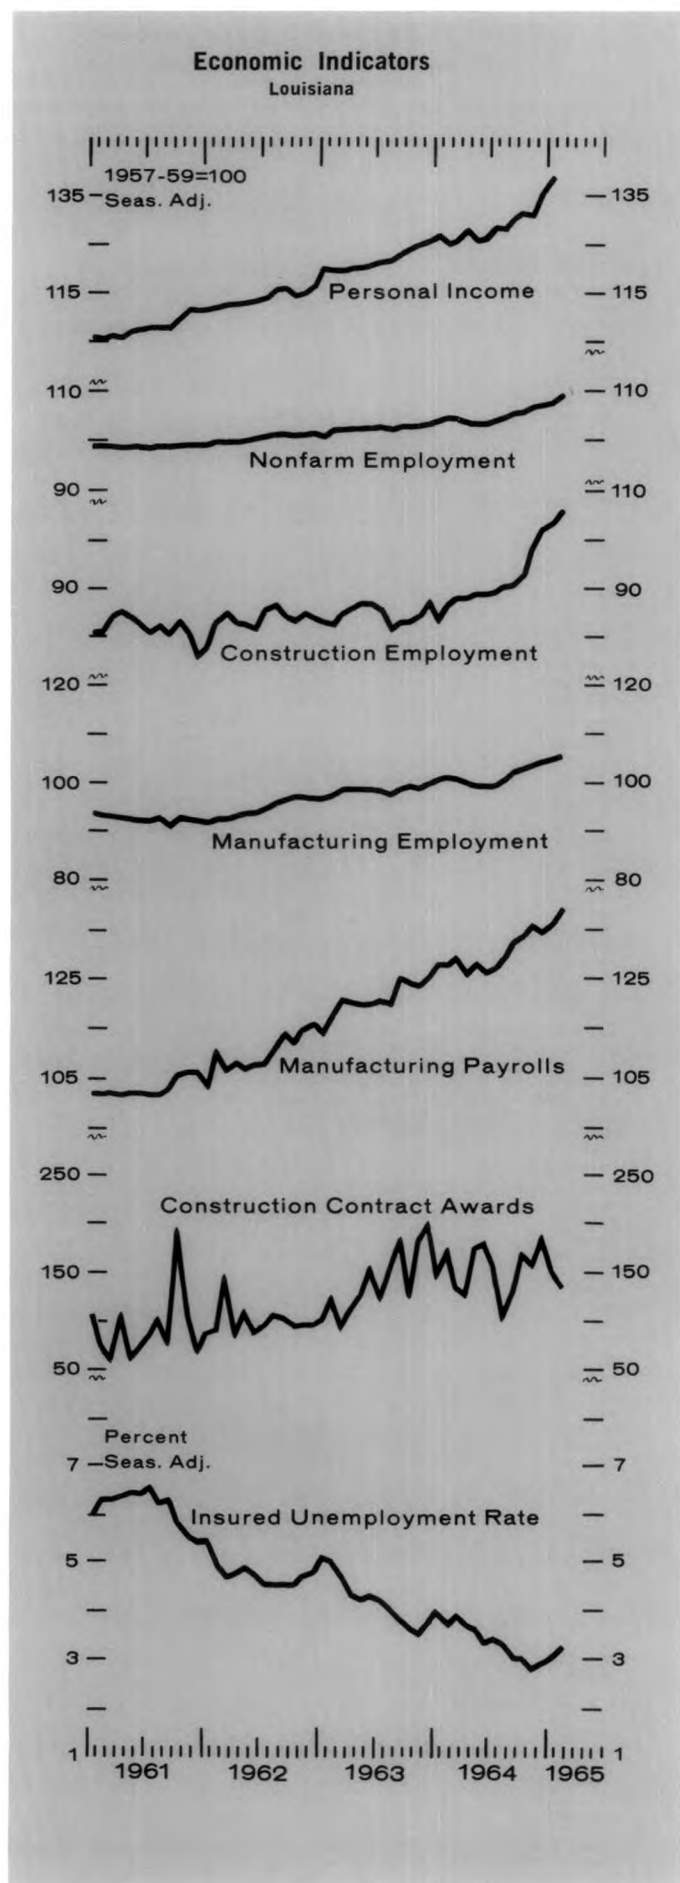 Economic Indicators
Louisiana
1957-59=100
135 Seas. Adj. 135
115 Personal Income 115
110 110
Nonfarm Employment
90 110
90 90
Construction Employment
120 120
100 100
Manufacturing Employment
80 80
125 125
105 Manufacturing Payrolls 105
250 250
Construction Contract Awards
150 150
50 50
Percent
7 Seas. Adj. 7
Insured Unemployment Rate
5 5
3 3
1 1
1961 1962 1963 1964 1965